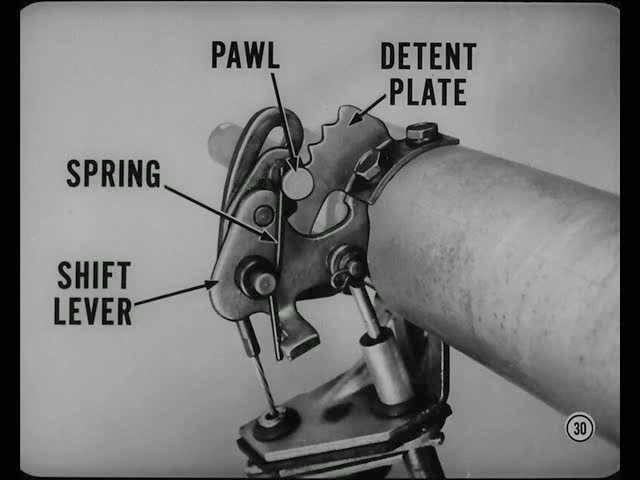 PAWL
DETENT
PLATE
SPRING
SHIFT
LEVER
30